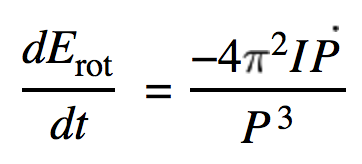 dE_rot/dt = −4π²IṖ/P³